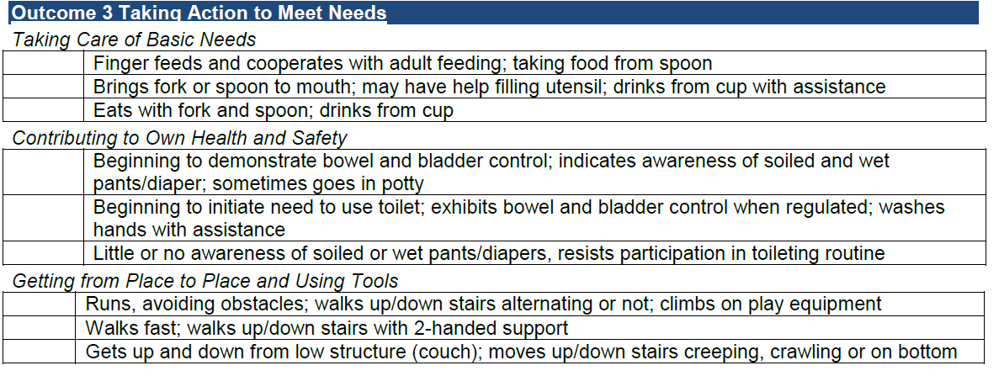 Outcome 3 Taking Action to Meet Needs
Taking Care of Basic Needs
Finger feeds and cooperates with adult feeding; taking food from spoon
Brings fork or spoon to mouth; may have help filling utensil; drinks from cup with assistance
Eats with fork and spoon; drinks from cup
Contributing to Own Health and Safety
Beginning to demonstrate bowel and bladder control; indicates awareness of soiled and wet
pants/diaper; sometimes goes in potty
Beginning to initiate need to use toilet; exhibits bowel and bladder control when regulated; washes
hands with assistance
Little or no awareness of soiled or wet pants/diapers, resists participation in toileting routine
Getting from Place to Place and Using Tools
Runs, avoiding obstacles; walks up/down stairs alternating or not; climbs on play equipment
Walks fast; walks up/down stairs with 2-handed support
Gets up and down from low structure (couch); moves up/down stairs creeping, crawling or on bottom